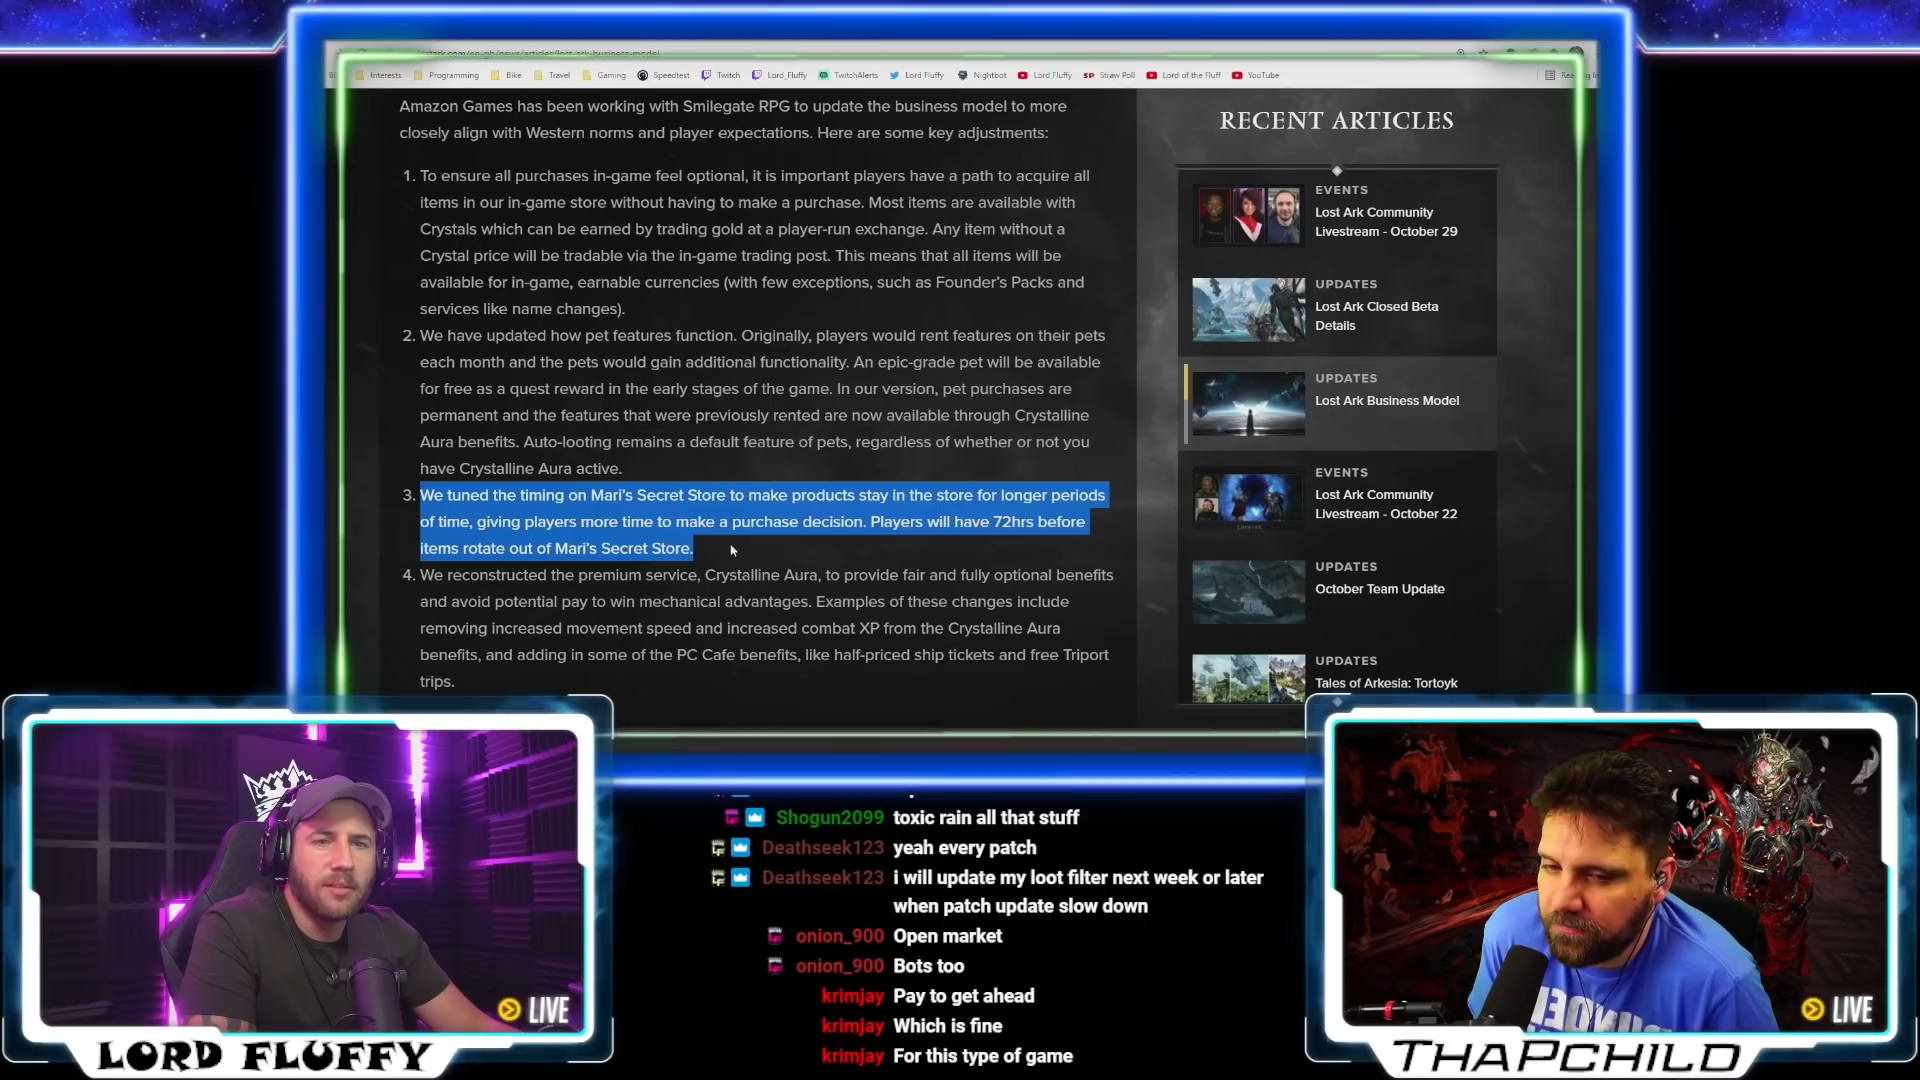 Interests Programming Bike Travel Gaming Speedtest Twitch Lord_Fluffy TwitchAlerts Lord Fluffy Nightbot Lord Fluffy Straw Poll Lord of the Fluff YouTube
Amazon Games has been working with Smilegate RPG to update the business model to more
closely align with Western norms and player expectations. Here are some key adjustments:
1. To ensure all purchases in-game feel optional, it is important players have a path to acquire all
items in our in-game store without having to make a purchase. Most items are available with
Crystals which can be earned by trading gold at a player-run exchange. Any item without a
Crystal price will be tradable via the in-game trading post. This means that all items will be
available for in-game, earnable currencies (with few exceptions, such as Founder's Packs and
services like name changes).
2. We have updated how pet features function. Originally, players would rent features on their pets
each month and the pets would gain additional functionality. An epic-grade pet will be available
for free as a quest reward in the early stages of the game. In our version, pet purchases are
permanent and the features that were previously rented are now available through Crystalline
Aura benefits. Auto-looting remains a default feature of pets, regardless of whether or not you
have Crystalline Aura active.
3. We tuned the timing on Mari's Secret Store to make products stay in the store for longer periods
of time, giving players more time to make a purchase decision. Players will have 72hrs before
items rotate out of Mari's Secret Store.
4. We reconstructed the premium service, Crystalline Aura, to provide fair and fully optional benefits
and avoid potential pay to win mechanical advantages. Examples of these changes include
removing increased movement speed and increased combat XP from the Crystalline Aura
benefits, and adding in some of the PC Cafe benefits, like half-priced ship tickets and free Triport
trips.
RECENT ARTICLES
EVENTS
Lost Ark Community
Livestream - October 29
UPDATES
Lost Ark Closed Beta
Details
UPDATES
Lost Ark Business Model
EVENTS
Lost Ark Community
Livestream - October 22
UPDATES
October Team Update
UPDATES
Tales of Arkesia: Tortoyk
Shogun2099 toxic rain all that stuff
Deathseek123 yeah every patch
Deathseek123 i will update my loot filter next week or later
when patch update slow down
onion_900 Open market
onion_900 Bots too
krimjay Pay to get ahead
krimjay Which is fine
krimjay For this type of game
LIVE
LORD FLUFFY
LIVE
THAPCHILD